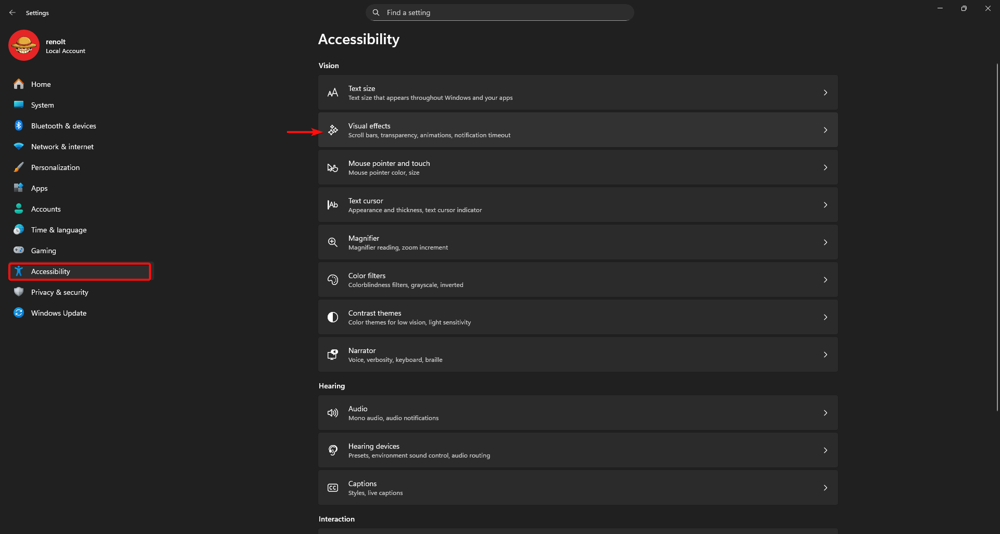 Settings
Find a setting
renolt
Local Account
Home
System
Bluetooth & devices
Network & internet
Personalization
Apps
Accounts
Time & language
Gaming
Accessibility
Privacy & security
Windows Update
Accessibility
Vision
Text size
Text size that appears throughout Windows and your apps
Visual effects
Scroll bars, transparency, animations, notification timeout
Mouse pointer and touch
Mouse pointer color, size
Text cursor
Appearance and thickness, text cursor indicator
Magnifier
Magnifier reading, zoom increment
Color filters
Colorblindness filters, grayscale, inverted
Contrast themes
Color themes for low vision, light sensitivity
Narrator
Voice, verbosity, keyboard, braille
Hearing
Audio
Mono audio, audio notifications
Hearing devices
Presets, environment sound control, audio routing
Captions
Styles, live captions
Interaction